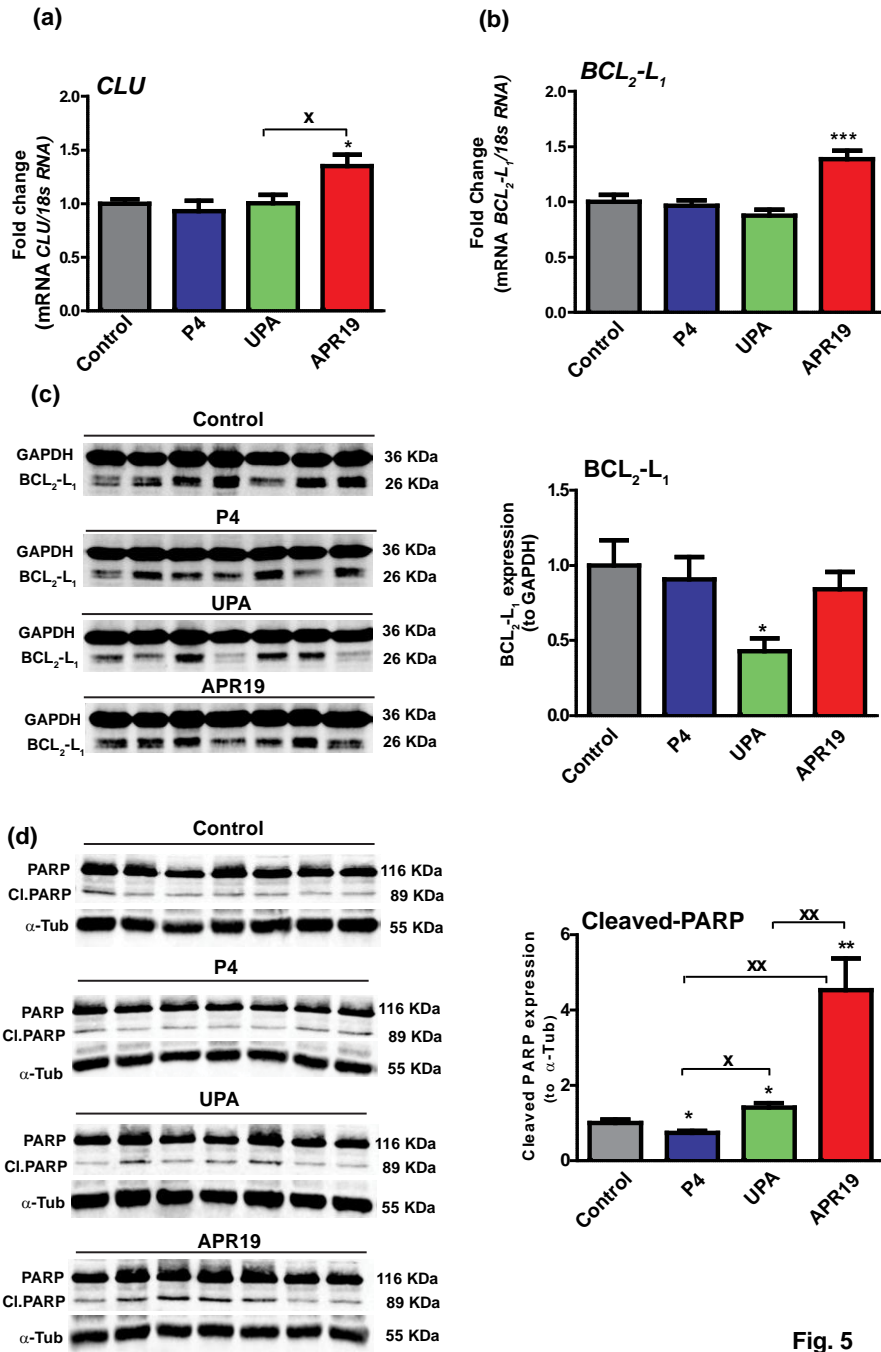 (a)
CLU
Fold change
(mRNA CLU/18s RNA)
2.0
1.5
1.0
0.5
0.0
x
*
Control
P4
UPA
APR19
(b)
BCL2-L1
Fold Change
(mRNA BCL2-L1/18s RNA)
2.0
1.5
1.0
0.5
0.0
***
Control
P4
UPA
APR19
(c)
Control
GAPDH
36 KDa
BCL2-L1
26 KDa
P4
GAPDH
36 KDa
BCL2-L1
26 KDa
UPA
GAPDH
36 KDa
BCL2-L1
26 KDa
APR19
GAPDH
36 KDa
BCL2-L1
26 KDa
BCL2-L1
BCL2-L1 expression
(to GAPDH)
1.5
1.0
0.5
0.0
*
Control
P4
UPA
APR19
(d)
Control
PARP
116 KDa
Cl.PARP
89 KDa
α-Tub
55 KDa
P4
PARP
116 KDa
Cl.PARP
89 KDa
α-Tub
55 KDa
UPA
PARP
116 KDa
Cl.PARP
89 KDa
α-Tub
55 KDa
APR19
PARP
116 KDa
Cl.PARP
89 KDa
α-Tub
55 KDa
Cleaved-PARP
Cleaved PARP expression
(to α-Tub)
6
4
2
0
xx
**
xx
x
*
*
Control
P4
UPA
APR19
Fig. 5